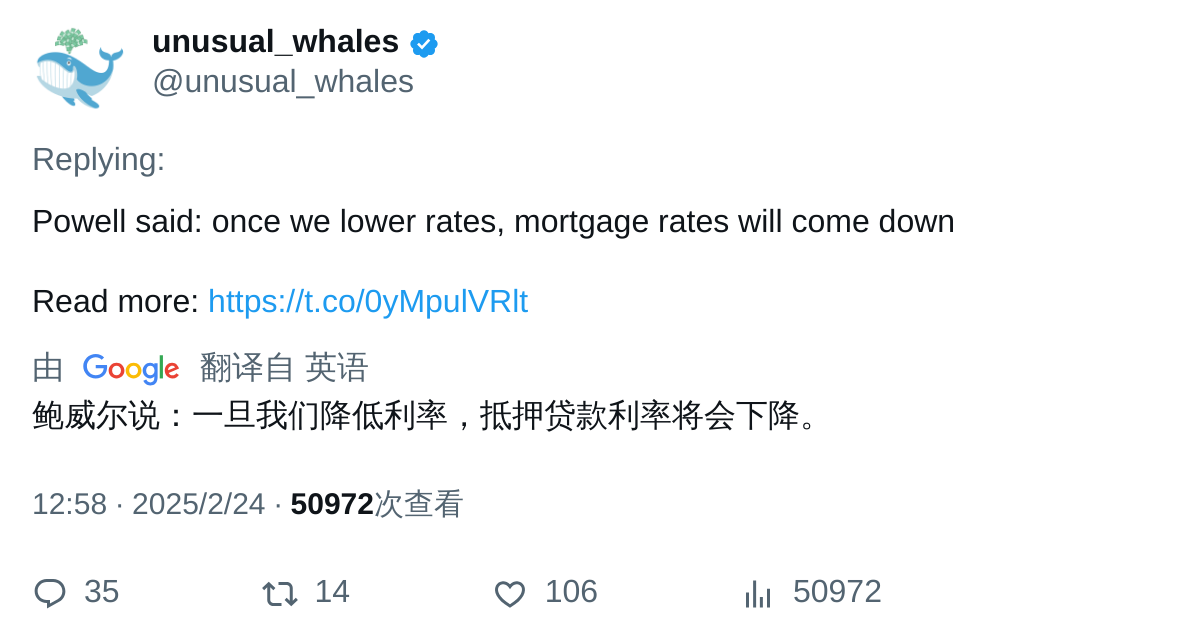 unusual_whales
@unusual_whales
Replying:
Powell said: once we lower rates, mortgage rates will come down
Read more: https://t.co/0yMpulVRlt
由 Google 翻译自 英语
鲍威尔说：一旦我们降低利率，抵押贷款利率将会下降。
12:58 · 2025/2/24 · 50972次查看
35 14 106 50972